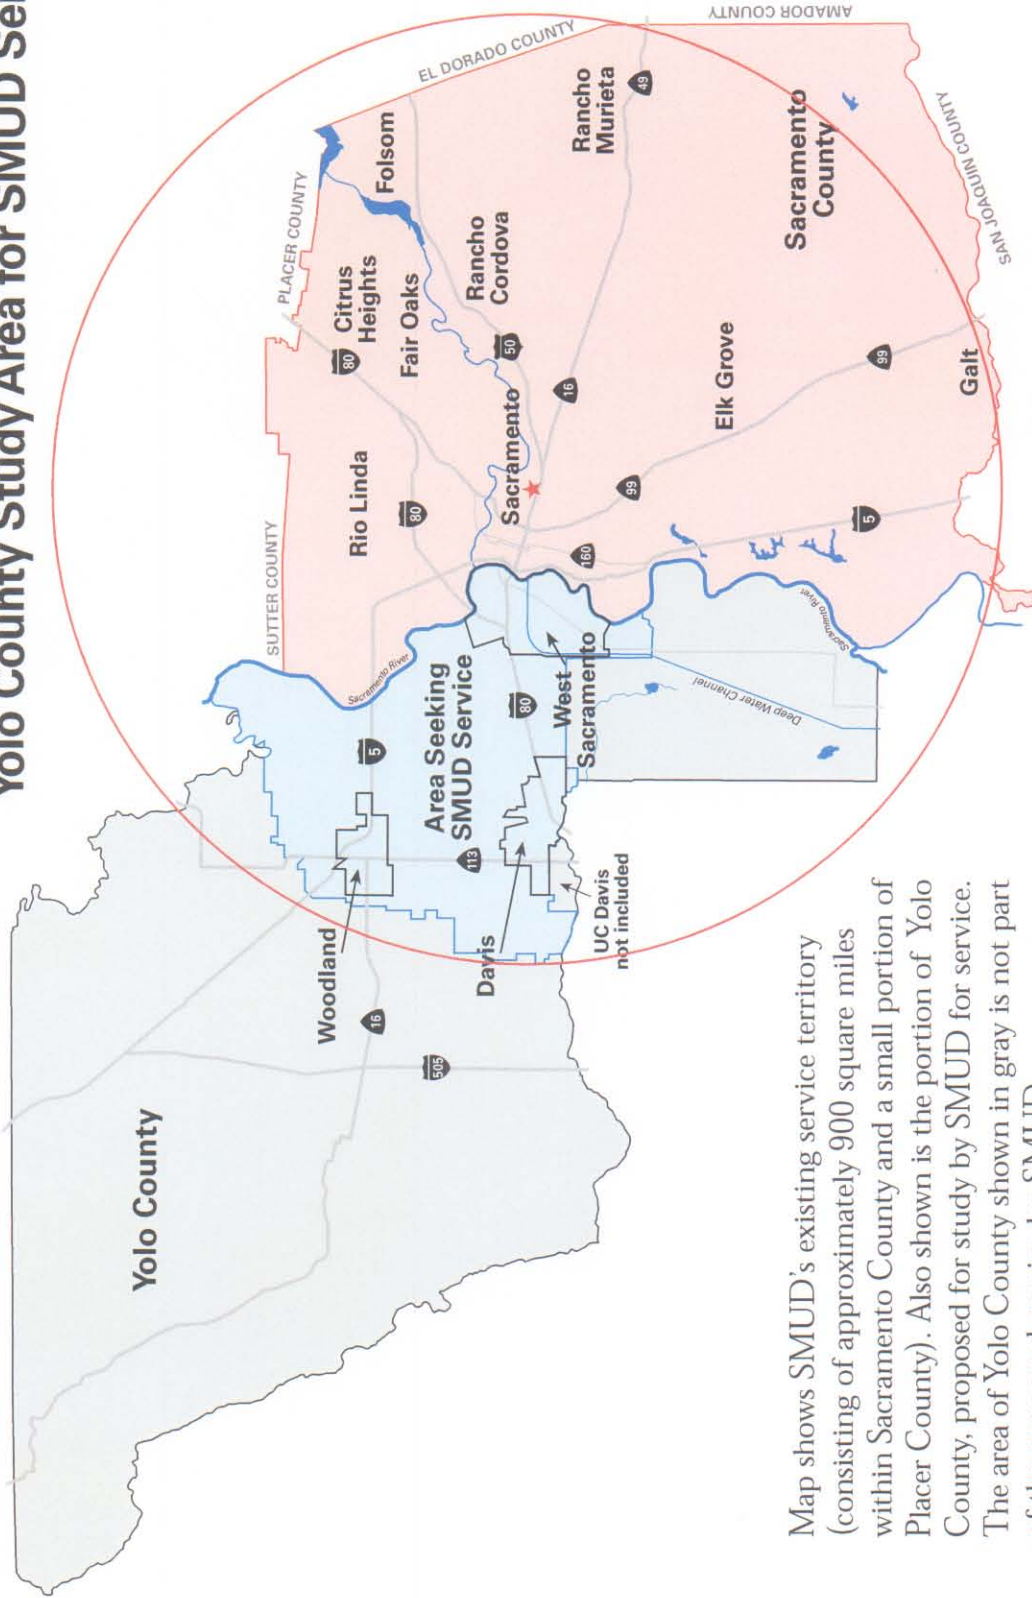 Yolo County Study Area for SMUD
PLACER COUNTY
EL DORADO COUNTY
AMADOR COUNTY
SUTTER COUNTY
SAN JOAQUIN COUNTY
Yolo County
Woodland
Davis
UC Davis
not included
Area Seeking
SMUD Service
West
Sacramento
Sacramento River
Deep Water Channel
Sacramento River
Rio Linda
Citrus
Heights
Fair Oaks
Folsom
Rancho
Cordova
Sacramento
Rancho
Murieta
Elk Grove
Sacramento
County
Galt
505
16
5
113
80
80
80
160
50
16
49
99
99
5
Map shows SMUD's existing service territory
(consisting of approximately 900 square miles
within Sacramento County and a small portion of
Placer County). Also shown is the portion of Yolo
County, proposed for study by SMUD for service.
The area of Yolo County shown in gray is not part